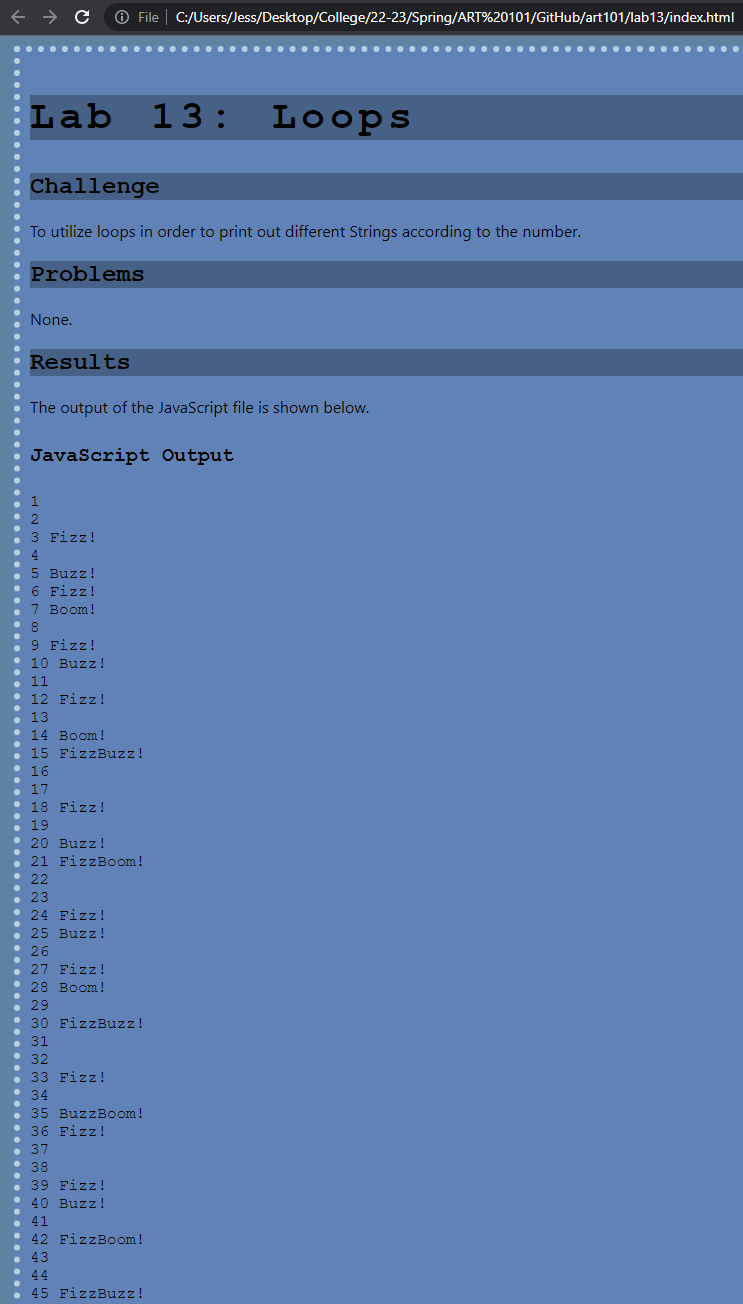 File
C:/Users/Jess/Desktop/College/22-23/Spring/ART%20101/GitHub/art101/lab13/index.html
Lab 13: Loops
Challenge
To utilize loops in order to print out different Strings according to the number.
Problems
None.
Results
The output of the JavaScript file is shown below.
JavaScript Output
1
2
3 Fizz!
4
5 Buzz!
6 Fizz!
7 Boom!
8
9 Fizz!
10 Buzz!
11
12 Fizz!
13
14 Boom!
15 FizzBuzz!
16
17
18 Fizz!
19
20 Buzz!
21 FizzBoom!
22
23
24 Fizz!
25 Buzz!
26
27 Fizz!
28 Boom!
29
30 FizzBuzz!
31
32
33 Fizz!
34
35 BuzzBoom!
36 Fizz!
37
38
39 Fizz!
40 Buzz!
41
42 FizzBoom!
43
44
45 FizzBuzz!